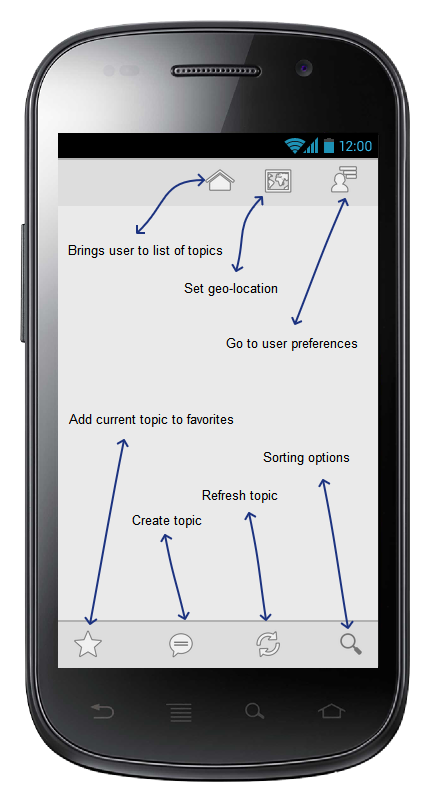 12:00
Brings user to list of topics
Set geo-location
Go to user preferences
Add current topic to favorites
Sorting options
Refresh topic
Create topic